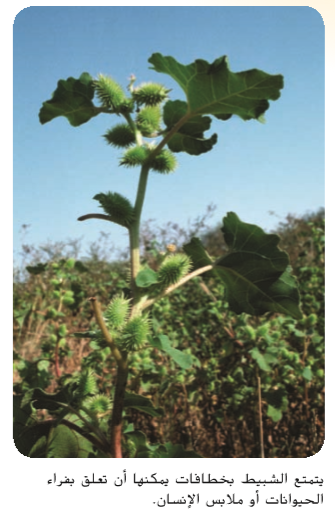 يتمتع الشبيط بخطافات يمكنها أن تعلق بفراء
الحيوانات أو ملابس الإنسان.